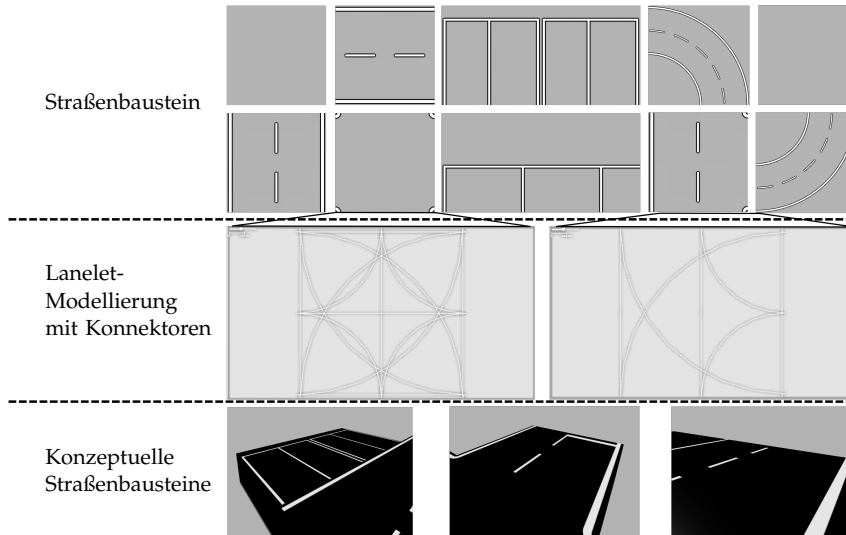 Straßenbaustein
Lanelet-
Modellierung
mit Konnektoren
Konzeptuelle
Straßenbausteine